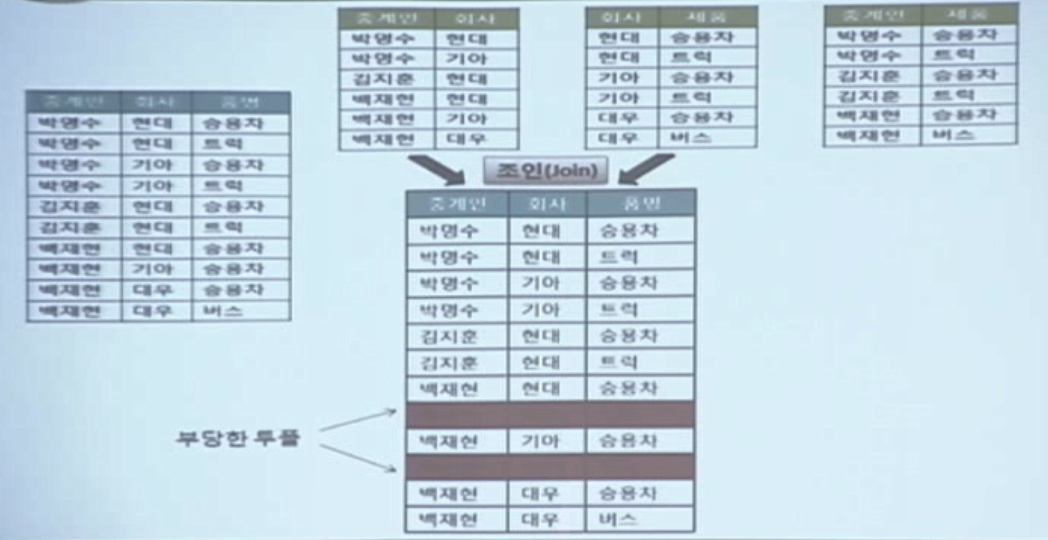 중계인 회사
박명수 현대
박명수 기아
김지훈 현대
백재현 현대
백재현 기아
백재현 대우
회사 제품
현대 승용차
현대 트럭
기아 승용차
기아 트럭
대우 승용차
대우 버스
중계인 제품
박명수 승용차
박명수 트럭
김지훈 승용차
김지훈 트럭
백재현 승용차
백재현 버스
중계인 회사 품명
박명수 현대 승용차
박명수 현대 트럭
박명수 기아 승용차
박명수 기아 트럭
김지훈 현대 승용차
김지훈 현대 트럭
백재현 현대 승용차
백재현 기아 승용차
백재현 대우 승용차
백재현 대우 버스
조인(Join)
중계인 회사 품명
박명수 현대 승용차
박명수 현대 트럭
박명수 기아 승용차
박명수 기아 트럭
김지훈 현대 승용차
김지훈 현대 트럭
백재현 현대 승용차
백재현 기아 승용차
백재현 대우 승용차
백재현 대우 버스
부당한 투플